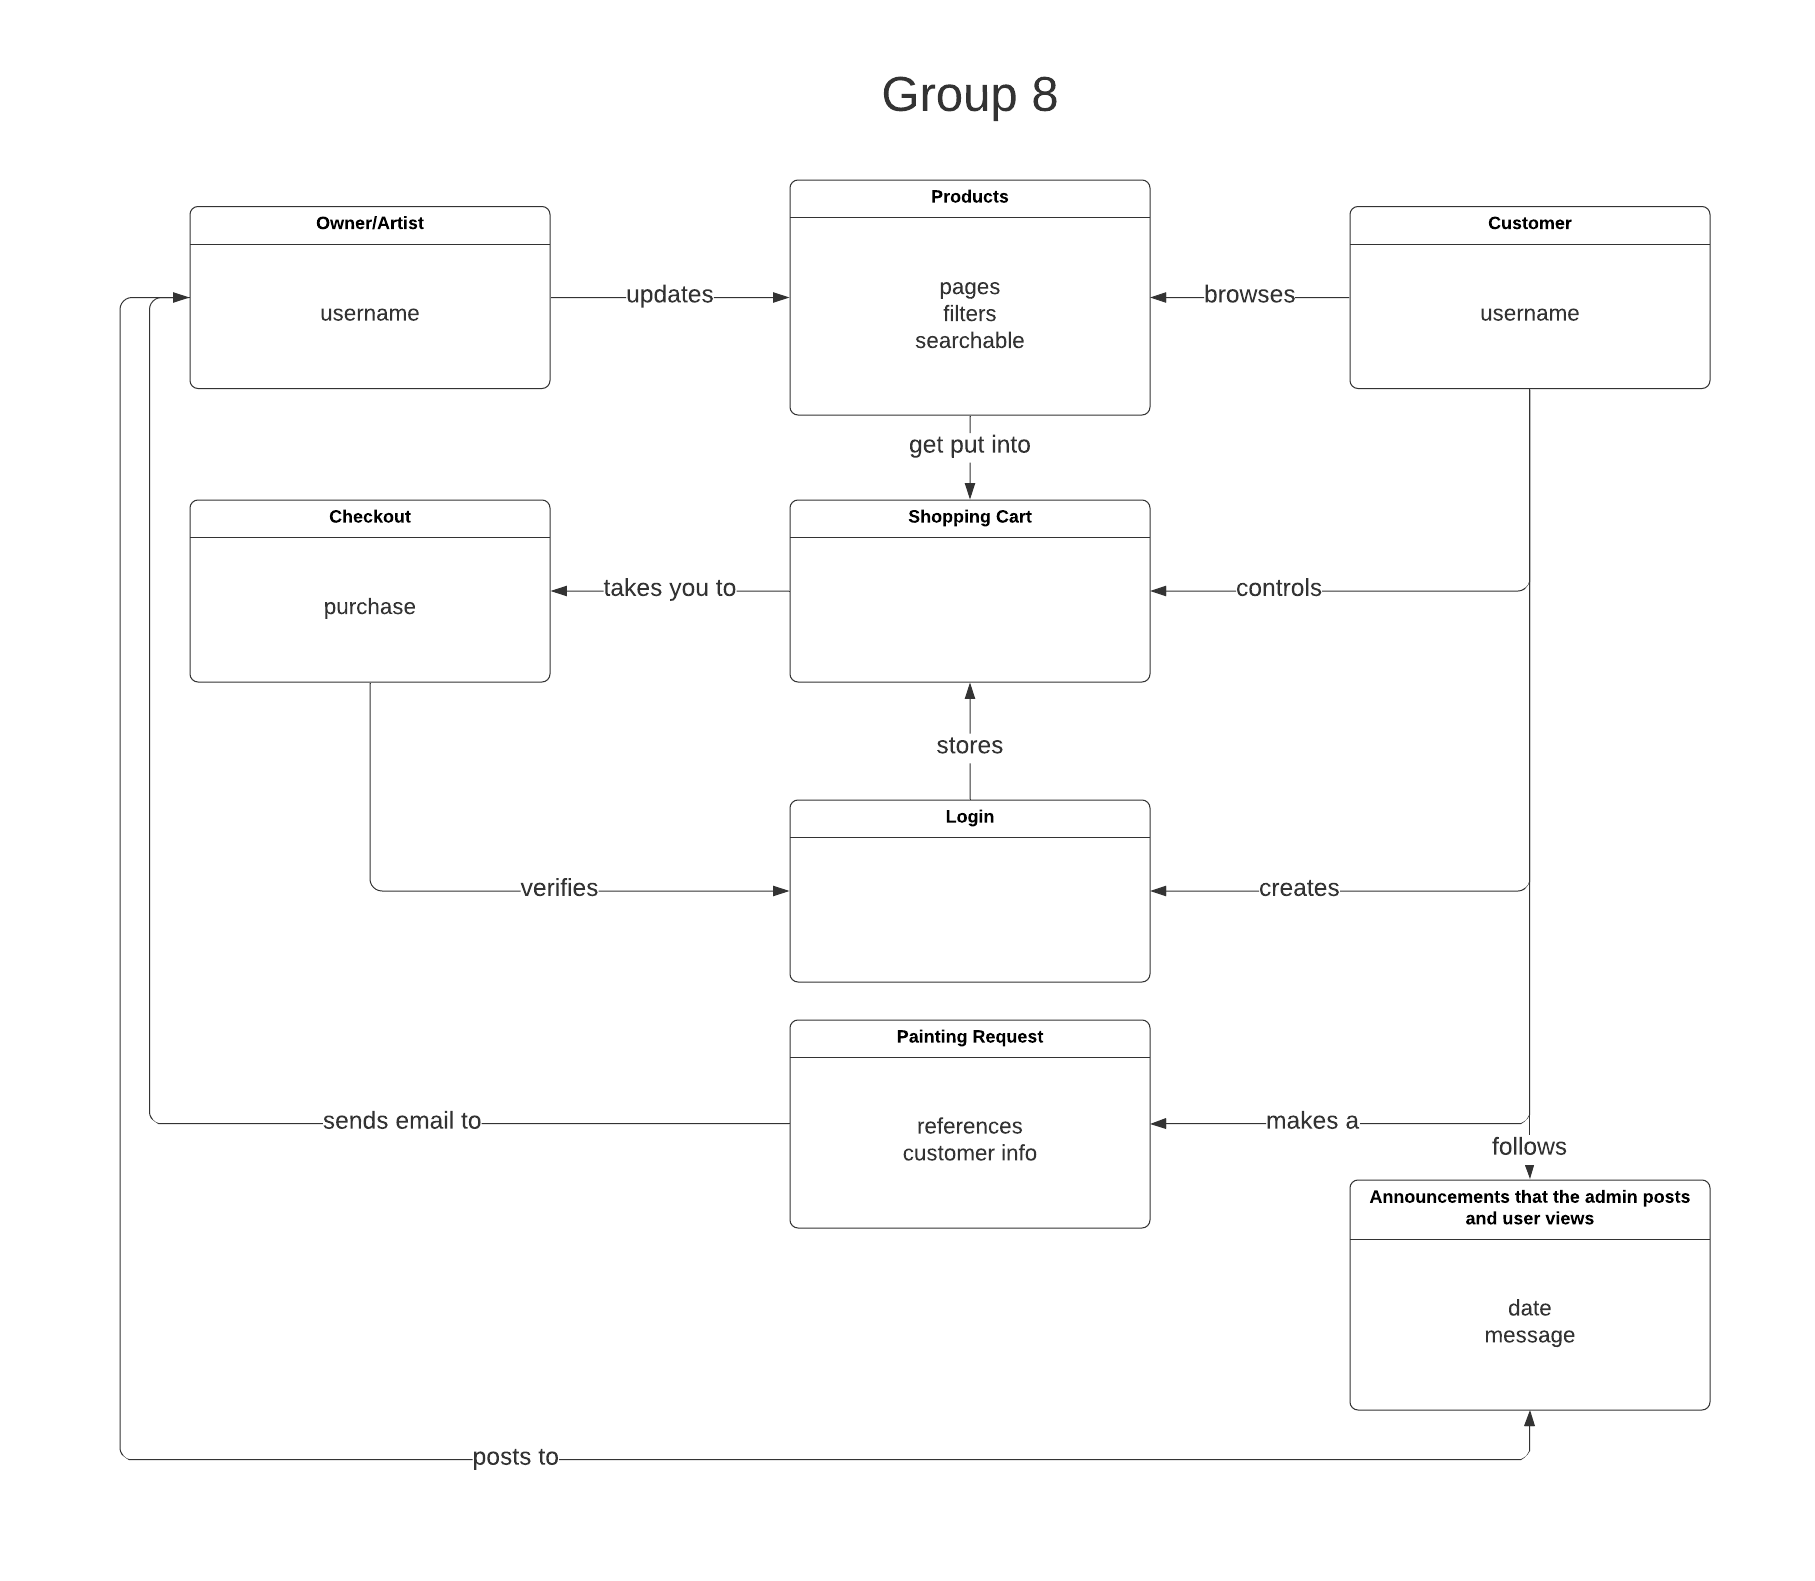 Group 8
Owner/Artist
username
updates
Products
pages
filters
searchable
browses
Customer
username
get put into
Checkout
purchase
takes you to
Shopping Cart
controls
stores
Login
verifies
creates
Painting Request
references
customer info
sends email to
makes a
follows
Announcements that the admin posts
and user views
date
message
posts to